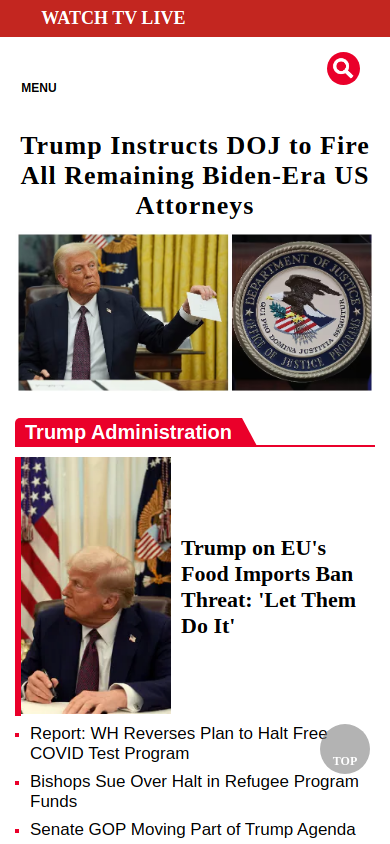 WATCH TV LIVE
MENU
Trump Instructs DOJ to Fire
All Remaining Biden-Era US
Attorneys
DEPARTMENT OF JUSTICE
QUI PRO DOMINA JUSTITIA SEQUITUR
OFFICE OF JUSTICE PROGRAMS
Trump Administration
Trump on EU's
Food Imports Ban
Threat: 'Let Them
Do It'
Report: WH Reverses Plan to Halt Free
COVID Test Program
TOP
Bishops Sue Over Halt in Refugee Program
Funds
Senate GOP Moving Part of Trump Agenda